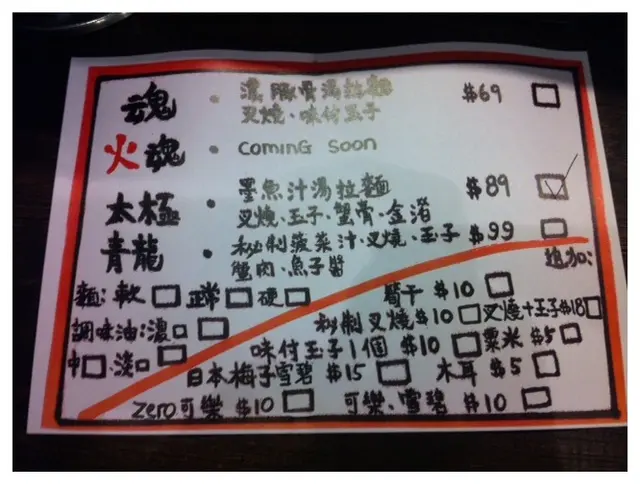 魂 • 濃豚骨湯拉麵 $69
叉燒、味付玉子
火魂 • Coming Soon
太極 • 墨魚汁湯拉麵 $89
叉燒、玉子、蟹膏、金渚
青龍 • 秘制菠菜汁、叉燒、玉子 $99
蟹肉、魚子醬
追加:
麵: 軟 正常 硬
筍干 $10
調味油: 濃口
秘制叉燒 $10 叉燒+玉子 $18
中 淡口
味付玉子1個 $10 粟米 $5
日本梅子雪碧 $15 木耳 $5
Zero可樂 $10 可樂、雪碧 $10